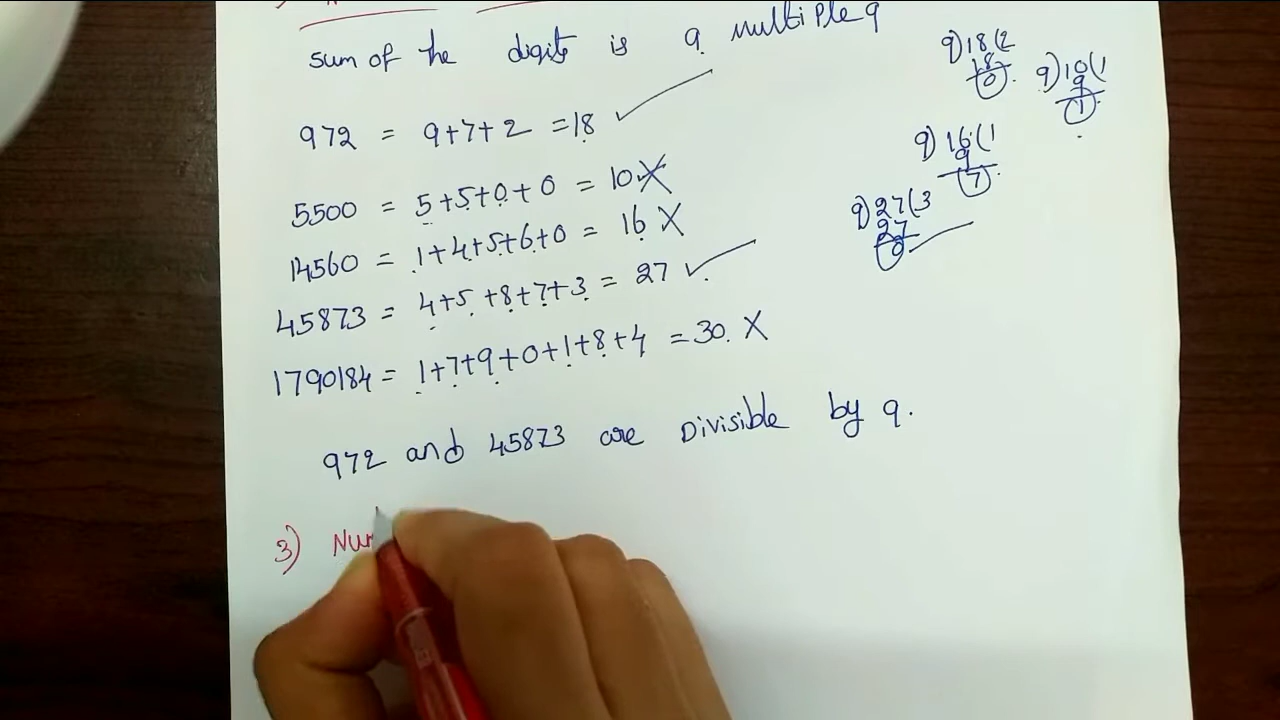 sum of the digits is 9 multiple 9
972 = 9+7+2 =18 ✓
5500 = 5+5+0+0 = 10 X
14560 = 1+4+5+6+0 = 16 X
45873 = 4+5+8+7+3 = 27 ✓
1790184 = 1+7+9+0+1+8+4 = 30. X
972 and 45873 are Divisible by 9.
3)
9)18(2
18
0
9)10(1
9
1
9)16(1
9
7
9)27(3
27
0 ✓